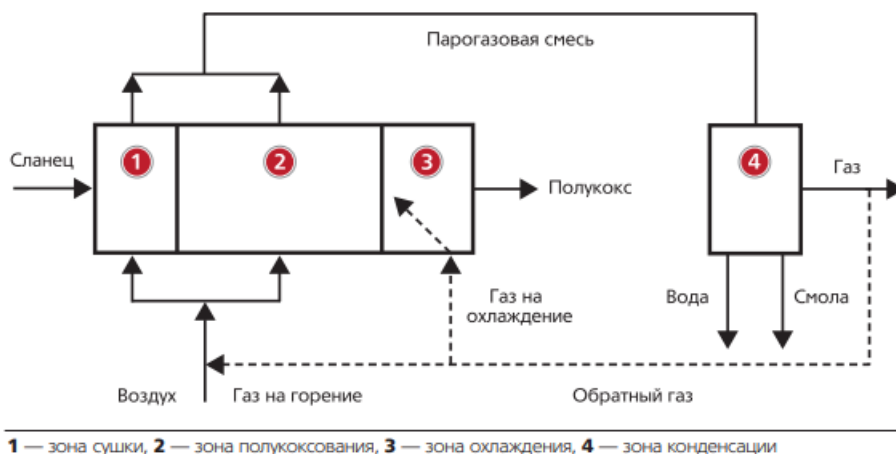 Парогазовая смесь
Сланец
1
2
3
4
Полукокс
Газ
Газ на
охлаждение
Вода
Смола
Воздух
Газ на горение
Обратный газ
1 — зона сушки, 2 — зона полукоксования, 3 — зона охлаждения, 4 — зона конденсации